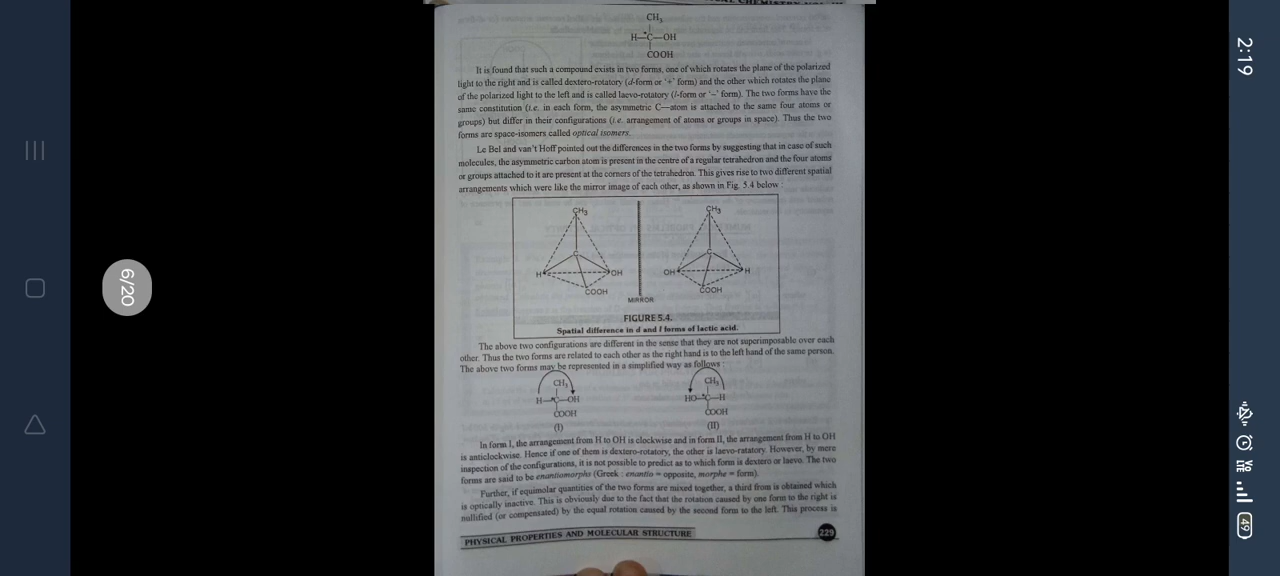 CH₃
H—*C—OH
COOH
It is found that such a compound exists in two forms, one of which rotates the plane of the polarized
light to the right and is called dextero-rotatory (d-form or '+' form) and the other which rotates the plane
of the polarized light to the left and is called laevo-rotatory (l-form or '–' form). The two forms have the
same constitution (i.e. in each form, the asymmetric C—atom is attached to the same four atoms or
groups) but differ in their configurations (i.e. arrangement of atoms or groups in space). Thus the two
forms are space-isomers called optical isomers.
Le Bel and van't Hoff pointed out the differences in the two forms by suggesting that in case of such
molecules, the asymmetric carbon atom is present in the centre of a regular tetrahedron and the four atoms
or groups attached to it are present at the corners of the tetrahedron. This gives rise to two different spatial
arrangements which were like the mirror image of each other, as shown in Fig. 5.4 below :
CH₃ CH₃
C C
H OH OH H
COOH COOH
MIRROR
FIGURE 5.4.
Spatial difference in d and l forms of lactic acid.
The above two configurations are different in the sense that they are not superimposable over each
other. Thus the two forms are related to each other as the right hand is to the left hand of the same person.
The above two forms may be represented in a simplified way as follows :
CH₃ CH₃
H—*C—OH HO—*C—H
COOH COOH
(I) (II)
In form I, the arrangement from H to OH is clockwise and in form II, the arrangement from H to OH
is anticlockwise. Hence if one of them is dextero-rotatory, the other is laevo-ratatory. However, by mere
inspection of the configurations, it is not possible to predict as to which form is dextero or laevo. The two
forms are said to be enantiomorphs (Greek : enantio = opposite, morphe = form).
Further, if equimolar quantities of the two forms are mixed together, a third from is obtained which
is optically inactive. This is obviously due to the fact that the rotation caused by one form to the right is
nullified (or compensated) by the equal rotation caused by the second form to the left. This process is
PHYSICAL PROPERTIES AND MOLECULAR STRUCTURE 229
6/20
2:19
49